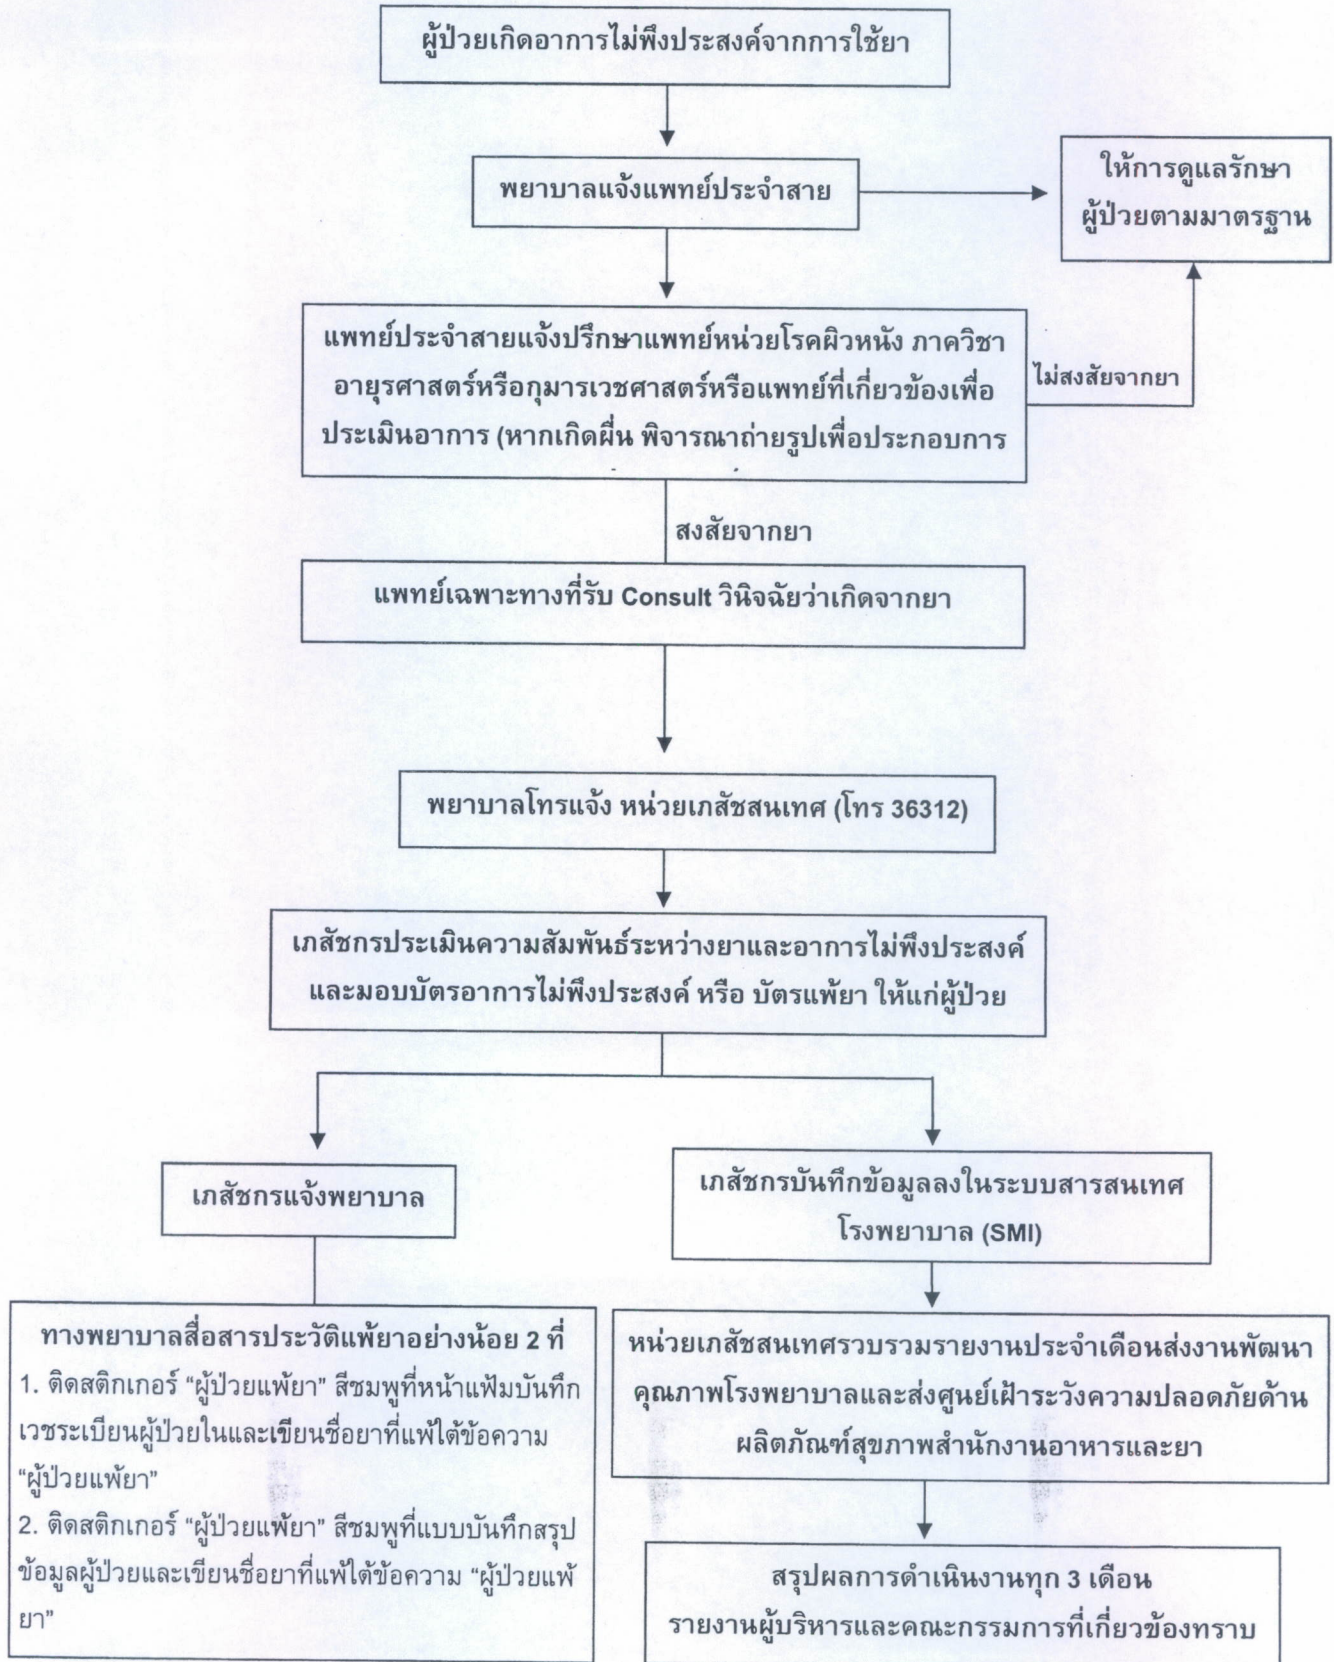 ผู้ป่วยเกิดอาการไม่พึงประสงค์จากการใช้ยา
พยาบาลแจ้งแพทย์ประจำสาย
ให้การดูแลรักษา
ผู้ป่วยตามมาตรฐาน
แพทย์ประจำสายแจ้งปรึกษาแพทย์หน่วยโรคผิวหนัง ภาควิชา
อายุรศาสตร์หรือกุมารเวชศาสตร์หรือแพทย์ที่เกี่ยวข้องเพื่อ
ประเมินอาการ (หากเกิดผื่น พิจารณาถ่ายรูปเพื่อประกอบการ
ไม่สงสัยจากยา
สงสัยจากยา
แพทย์เฉพาะทางที่รับ Consult วินิจฉัยว่าเกิดจากยา
พยาบาลโทรแจ้ง หน่วยเภสัชสนเทศ (โทร 36312)
เภสัชกรประเมินความสัมพันธ์ระหว่างยาและอาการไม่พึงประสงค์
และมอบบัตรอาการไม่พึงประสงค์ หรือ บัตรแพ้ยา ให้แก่ผู้ป่วย
เภสัชกรแจ้งพยาบาล
เภสัชกรบันทึกข้อมูลลงในระบบสารสนเทศ
โรงพยาบาล (SMI)
ทางพยาบาลสื่อสารประวัติแพ้ยาอย่างน้อย 2 ที่
1. ติดสติกเกอร์ “ผู้ป่วยแพ้ยา” สีชมพูที่หน้าแฟ้มบันทึก
เวชระเบียนผู้ป่วยในและเขียนชื่อยาที่แพ้ใต้ข้อความ
“ผู้ป่วยแพ้ยา”
2. ติดสติกเกอร์ “ผู้ป่วยแพ้ยา” สีชมพูที่แบบบันทึกสรุป
ข้อมูลผู้ป่วยและเขียนชื่อยาที่แพ้ใต้ข้อความ “ผู้ป่วยแพ้
ยา”
หน่วยเภสัชสนเทศรวบรวมรายงานประจำเดือนส่งงานพัฒนา
คุณภาพโรงพยาบาลและส่งศูนย์เฝ้าระวังความปลอดภัยด้าน
ผลิตภัณฑ์สุขภาพสำนักงานอาหารและยา
สรุปผลการดำเนินงานทุก 3 เดือน
รายงานผู้บริหารและคณะกรรมการที่เกี่ยวข้องทราบ